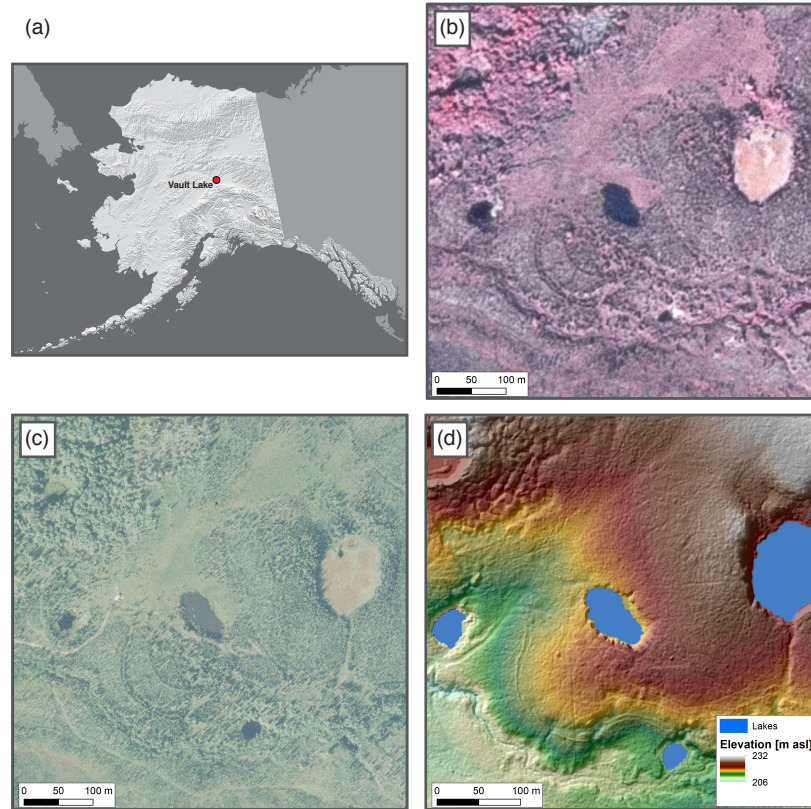 (a)
Vault Lake
(b)
0 50 100 m
(c)
0 50 100 m
(d)
0 50 100 m
Lakes
Elevation [m asl]
232
206